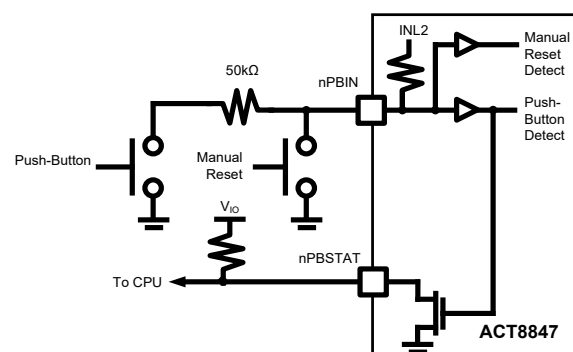 INL2
Manual
Reset
Detect
50kΩ
nPBIN
Push-
Button
Detect
Push-Button
Manual
Reset
VIO
nPBSTAT
To CPU
ACT8847